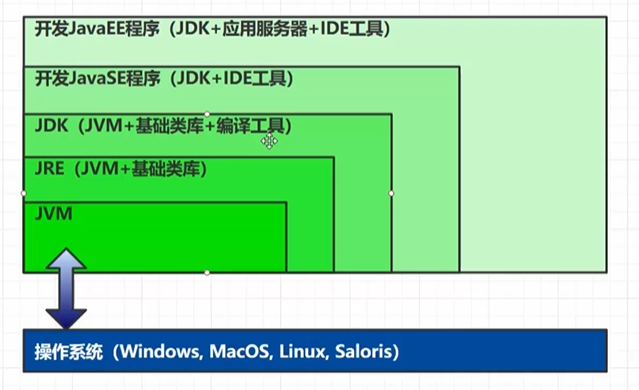 开发JavaEE程序（JDK+应用服务器+IDE工具）
开发JavaSE程序（JDK+IDE工具）
JDK（JVM+基础类库+编译工具）
JRE（JVM+基础类库）
JVM
操作系统（Windows, MacOS, Linux, Saloris）